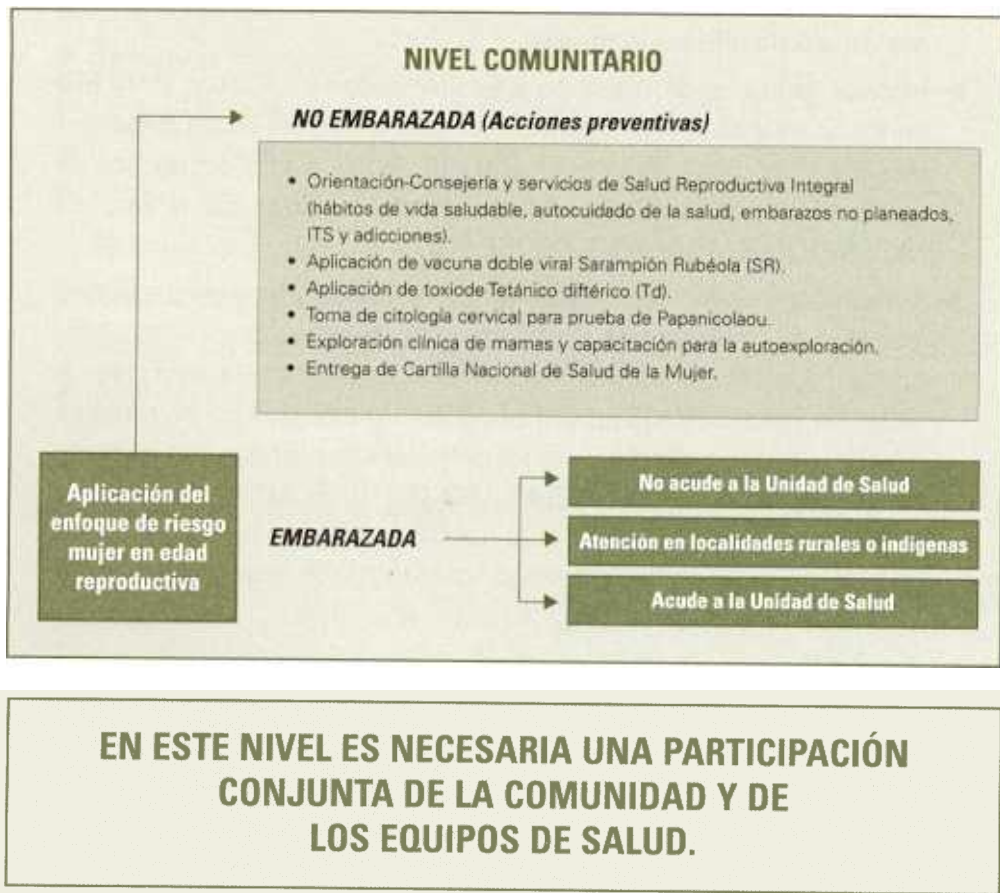 NIVEL COMUNITARIO
NO EMBARAZADA (Acciones preventivas)
• Orientación-Consejería y servicios de Salud Reproductiva Integral
(hábitos de vida saludable, autocuidado de la salud, embarazos no planeados,
ITS y adicciones).
• Aplicación de vacuna doble viral Sarampión Rubéola (SR).
• Aplicación de toxiode Tetánico diftérico (Td).
• Toma de citología cervical para prueba de Papanicolaou.
• Exploración clínica de mamas y capacitación para la autoexploración.
• Entrega de Cartilla Nacional de Salud de la Mujer.
Aplicación del
enfoque de riesgo
mujer en edad
reproductiva
EMBARAZADA
No acude a la Unidad de Salud
Atención en localidades rurales o indigenas
Acude a la Unidad de Salud
EN ESTE NIVEL ES NECESARIA UNA PARTICIPACIÓN
CONJUNTA DE LA COMUNIDAD Y DE
LOS EQUIPOS DE SALUD.